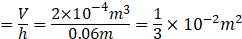 = V/h = 2×10⁻⁴m³/0.06m = 1/3 × 10⁻²m²